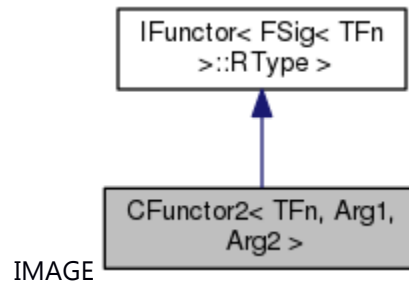 IFunctor< FSig< TFn
>::RType >
CFunctor2< TFn, Arg1,
Arg2 >
IMAGE